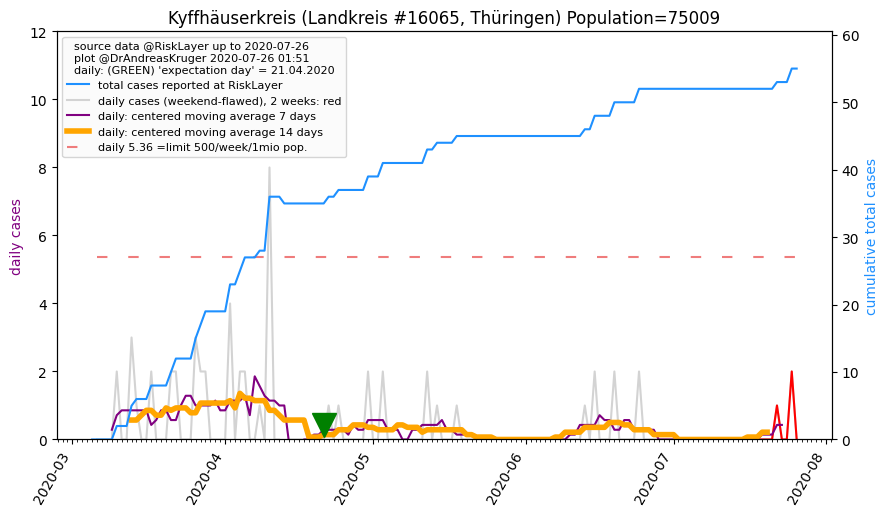 Kyffhäuserkreis (Landkreis #16065, Thüringen) Population=75009
source data @RiskLayer up to 2020-07-26
plot @DrAndreasKruger 2020-07-26 01:51
daily: (GREEN) 'expectation day' = 21.04.2020
total cases reported at RiskLayer
daily cases (weekend-flawed), 2 weeks: red
daily: centered moving average 7 days
daily: centered moving average 14 days
daily 5.36 =limit 500/week/1mio pop.
daily cases
12
10
8
6
4
2
0
60
50
40
30
20
10
0
cumulative total cases
2020-03
2020-04
2020-05
2020-06
2020-07
2020-08